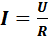 I = U/R